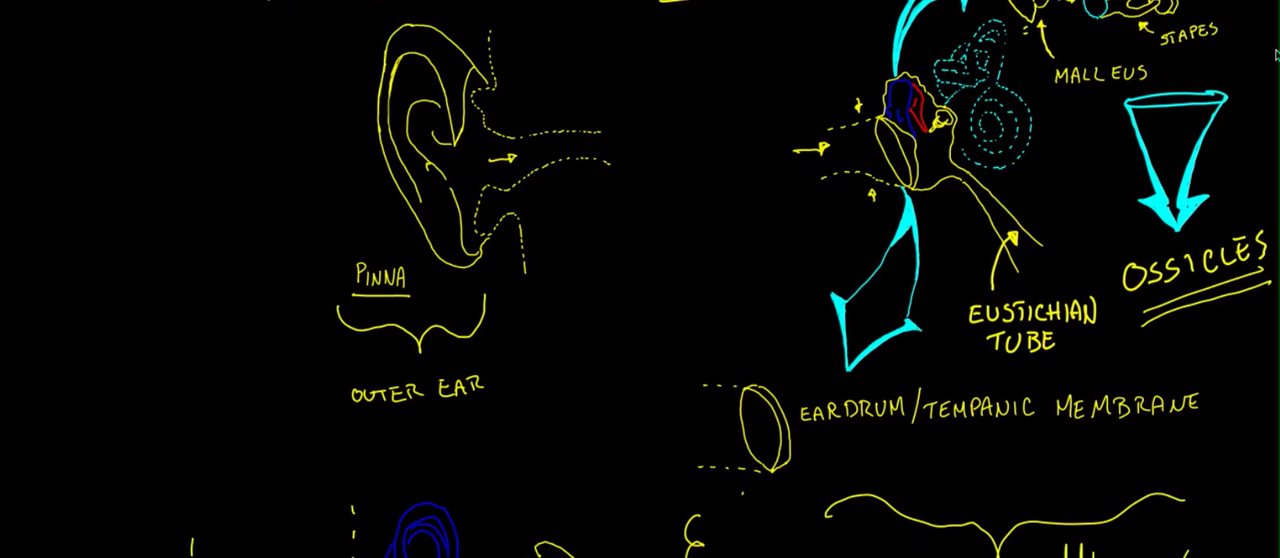 STAPES
MALLEUS
OSSICLES
PINNA
EUSTICHIAN
TUBE
OUTER EAR
EARDRUM/TEMPANIC MEMBRANE